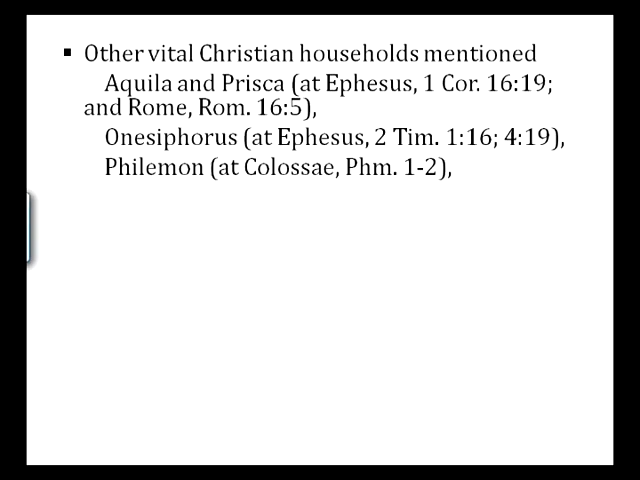 ▪ Other vital Christian households mentioned
Aquila and Prisca (at Ephesus, 1 Cor. 16:19;
and Rome, Rom. 16:5),
Onesiphorus (at Ephesus, 2 Tim. 1:16; 4:19),
Philemon (at Colossae, Phm. 1-2),